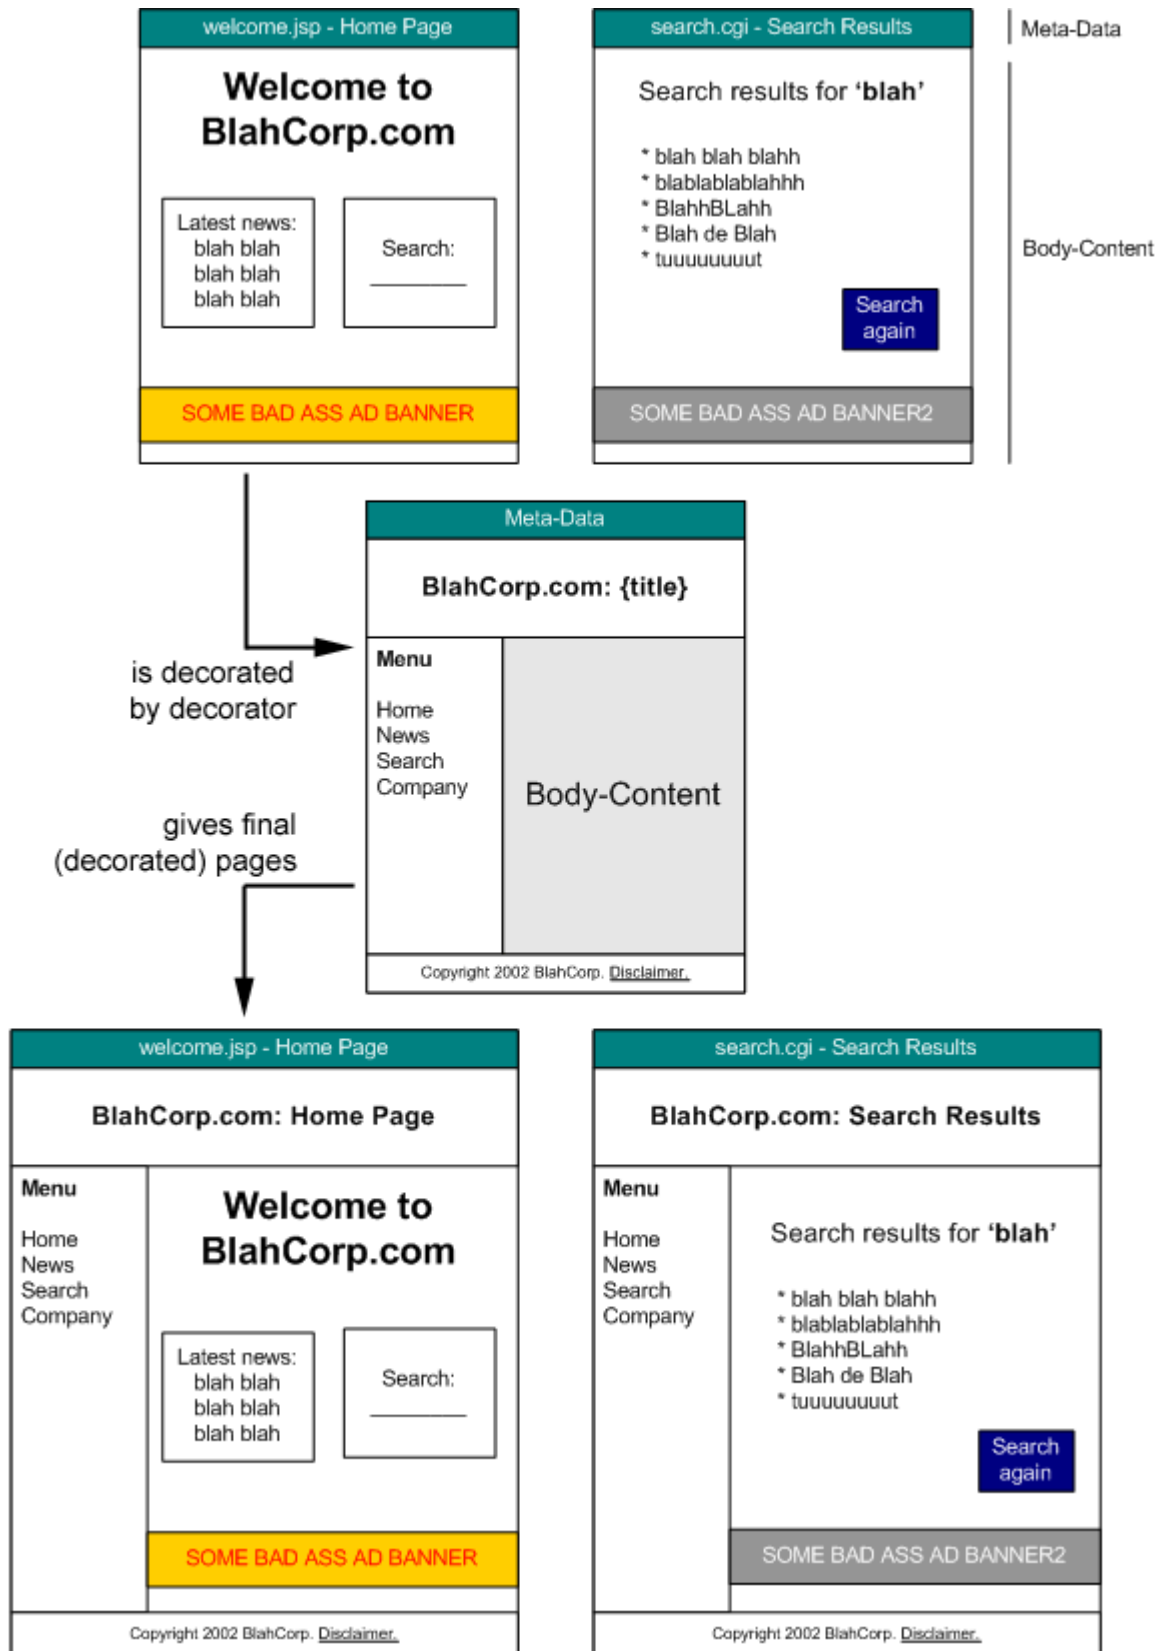 welcome.jsp - Home Page
Welcome to
BlahCorp.com
Latest news:
blah blah
blah blah
blah blah
Search:
SOME BAD ASS AD BANNER
search.cgi - Search Results
Search results for ‘blah’
* blah blah blahh
* blablablablahhh
* BlahhBLahh
* Blah de Blah
* tuuuuuuuut
Search
again
SOME BAD ASS AD BANNER2
Meta-Data
Body-Content
is decorated
by decorator
Meta-Data
BlahCorp.com: {title}
Menu
Home
News
Search
Company
Body-Content
Copyright 2002 BlahCorp. Disclaimer.
gives final
(decorated) pages
welcome.jsp - Home Page
BlahCorp.com: Home Page
Menu
Home
News
Search
Company
Welcome to
BlahCorp.com
Latest news:
blah blah
blah blah
blah blah
Search:
SOME BAD ASS AD BANNER
Copyright 2002 BlahCorp. Disclaimer.
search.cgi - Search Results
BlahCorp.com: Search Results
Menu
Home
News
Search
Company
Search results for ‘blah’
* blah blah blahh
* blablablablahhh
* BlahhBLahh
* Blah de Blah
* tuuuuuuuut
Search
again
SOME BAD ASS AD BANNER2
Copyright 2002 BlahCorp. Disclaimer.